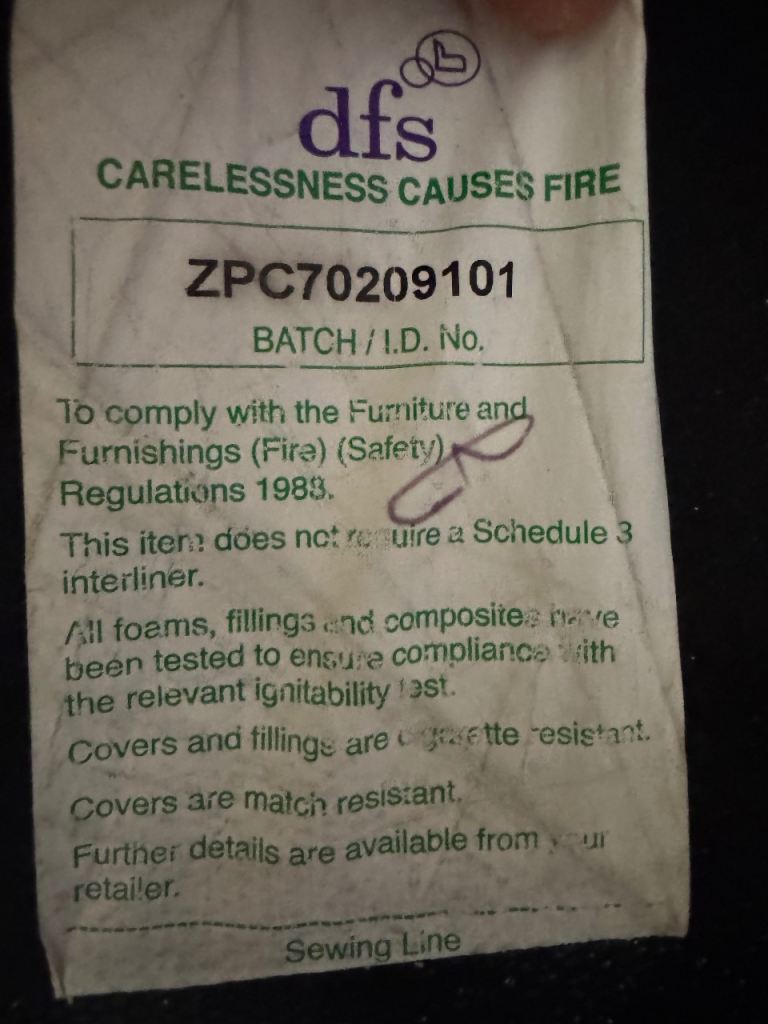 dfs
CARELESSNESS CAUSES FIRE
ZPC70209101
BATCH / I.D. No.
To comply with the Furniture and
Furnishings (Fire) (Safety)
Regulations 1988.
This item does not require a Schedule 3
interliner.
All foams, fillings and composites have
been tested to ensure compliance with
the relevant ignitability test.
Covers and fillings are cigarette resistant.
Covers are match resistant.
Further details are available from your
retailer.
Sewing Line